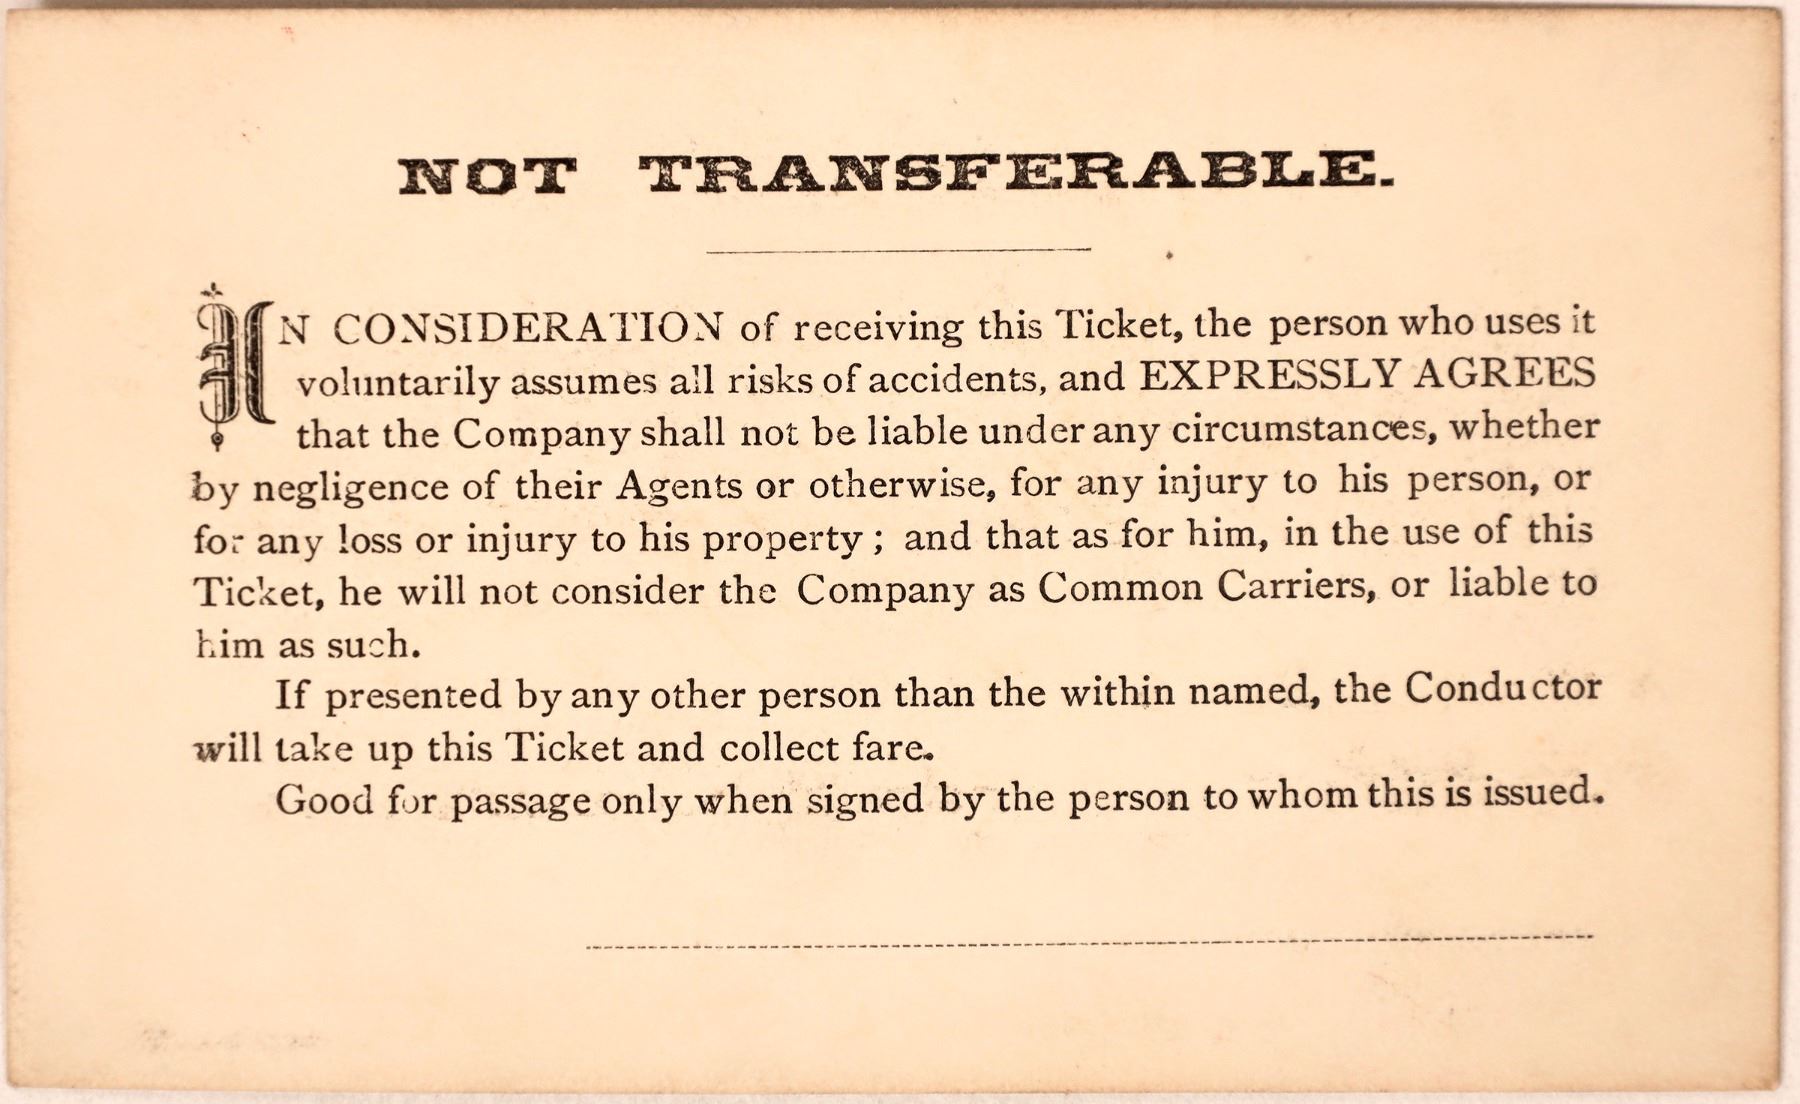 NOT TRANSFERABLE.
IN CONSIDERATION of receiving this Ticket, the person who uses it
voluntarily assumes all risks of accidents, and EXPRESSLY AGREES
that the Company shall not be liable under any circumstances, whether
by negligence of their Agents or otherwise, for any injury to his person, or
for any loss or injury to his property ; and that as for him, in the use of this
Ticket, he will not consider the Company as Common Carriers, or liable to
him as such.
If presented by any other person than the within named, the Conductor
will take up this Ticket and collect fare.
Good for passage only when signed by the person to whom this is issued.